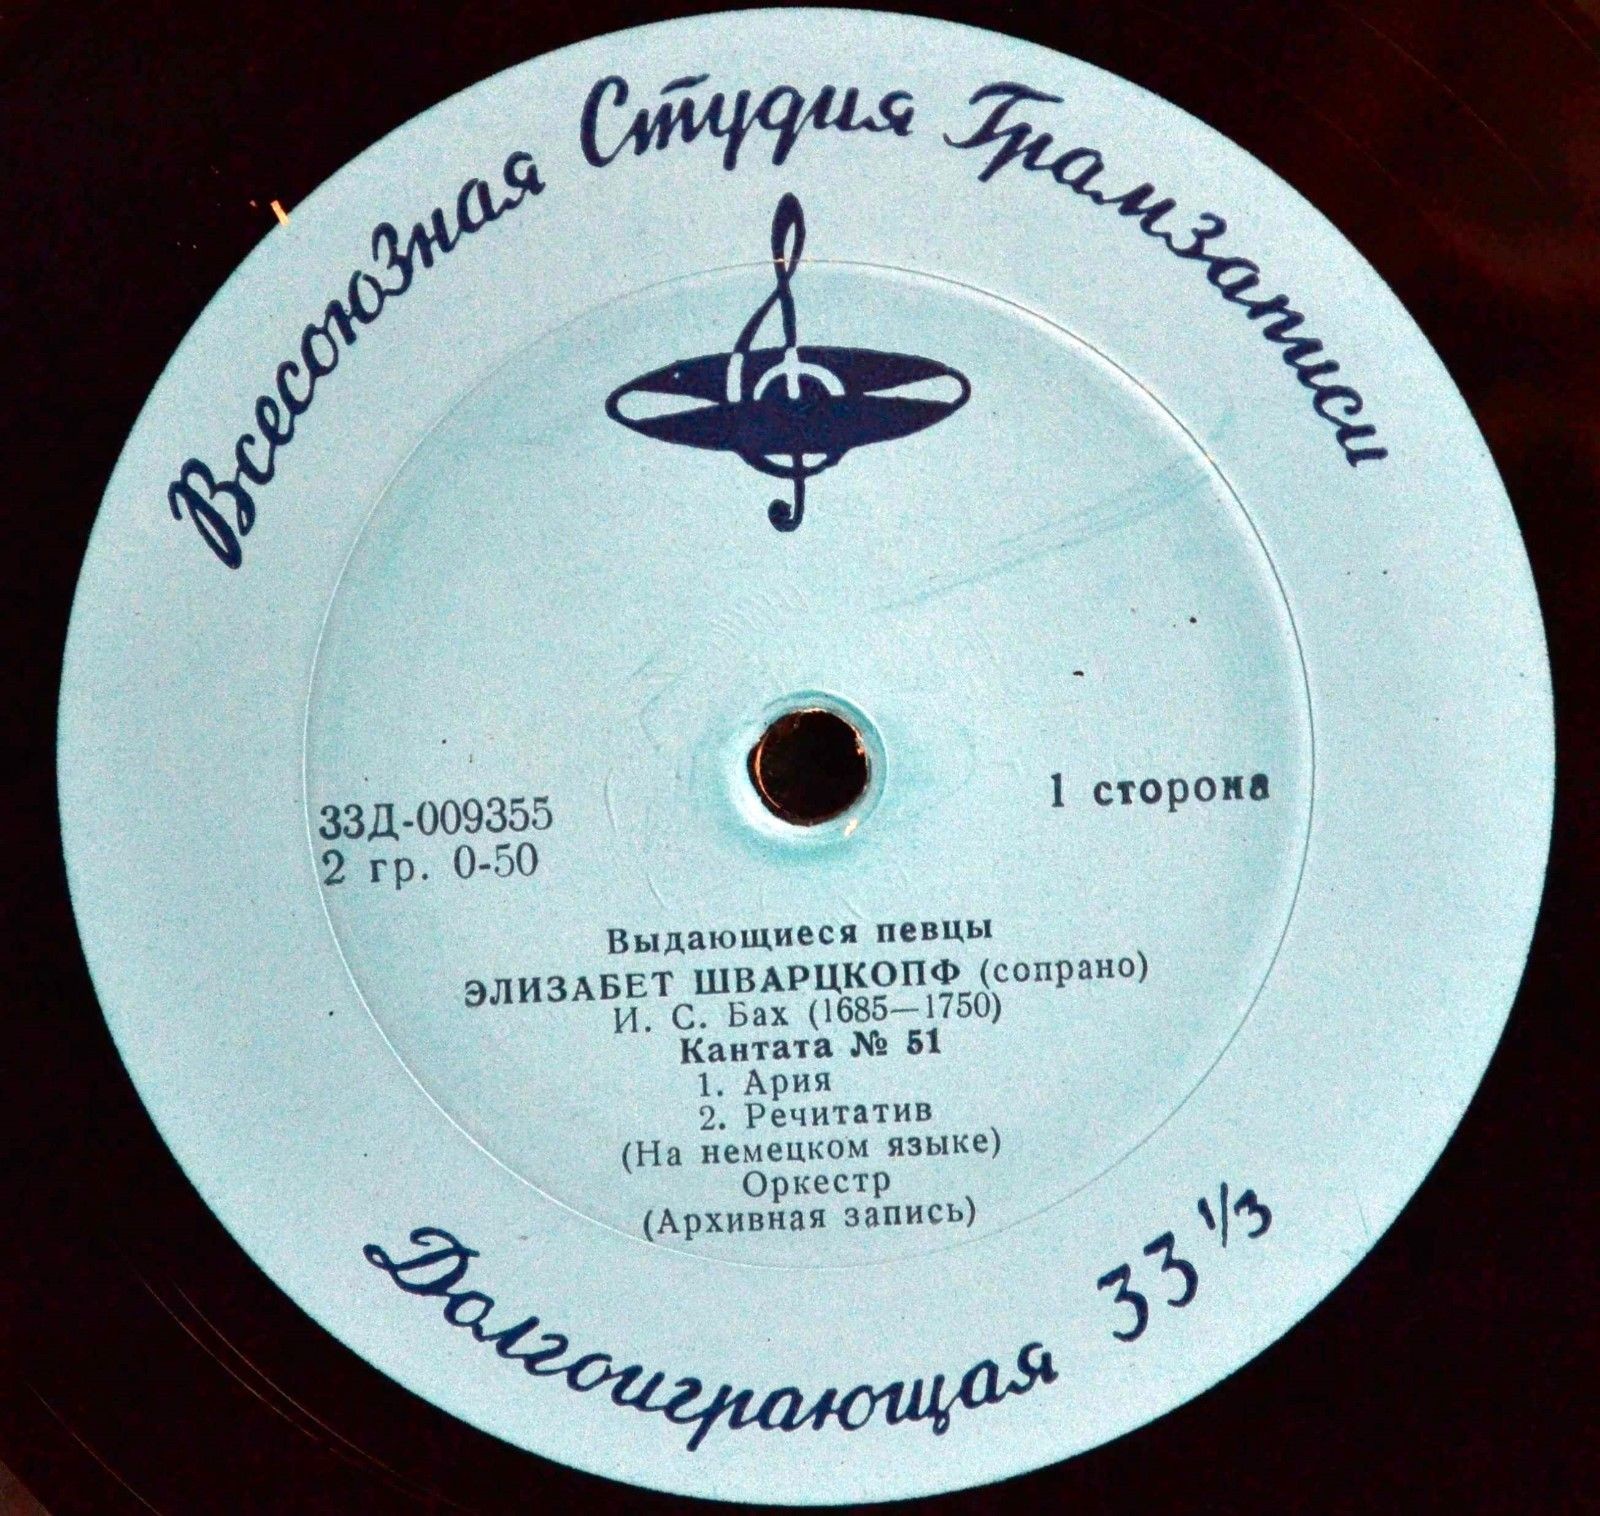 Всесоюзная Студия Грамзаписи
33Д-009355
2 гр. 0-50
1 сторона
Выдающиеся певцы
ЭЛИЗАБЕТ ШВАРЦКОПФ (сопрано)
И. С. Бах (1685—1750)
Кантата № 51
1. Ария
2. Речитатив
(На немецком языке)
Оркестр
(Архивная запись)
Долгоиграющая 33 1/3